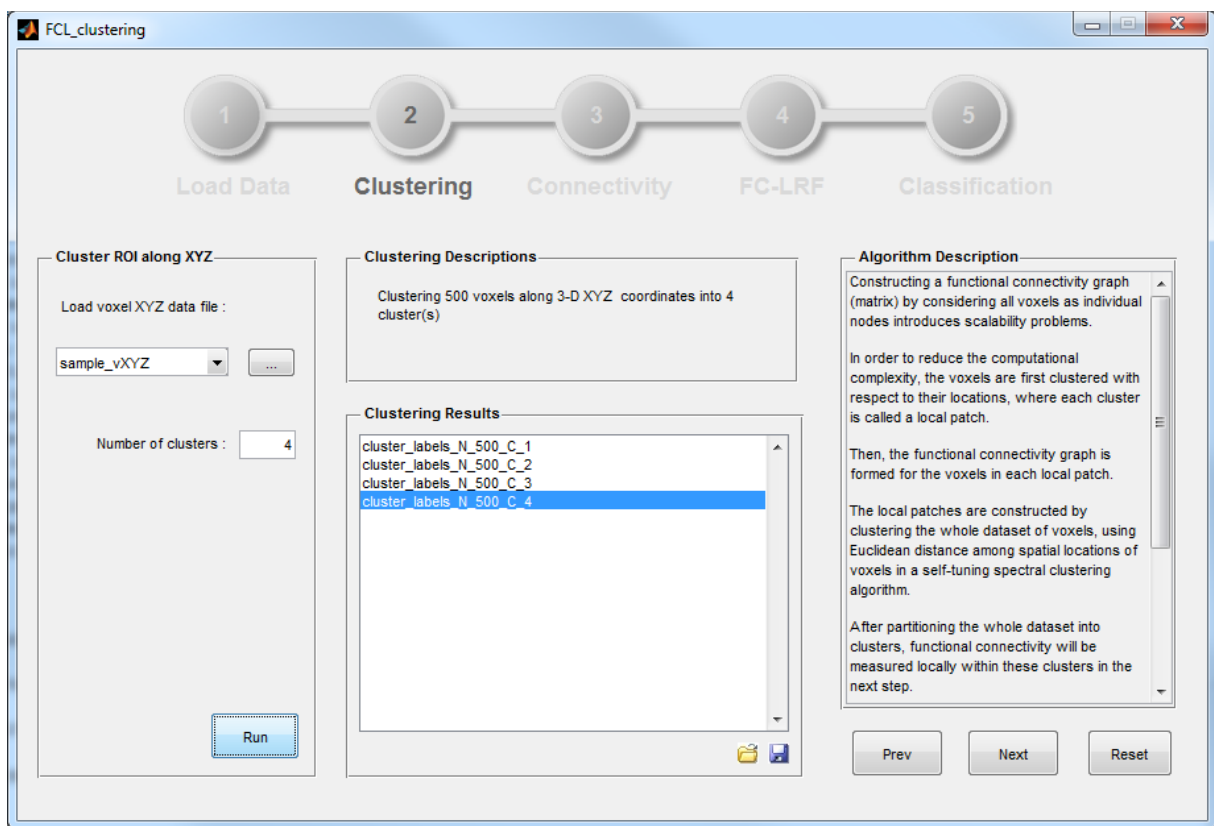 FCL_clustering
1
2
3
4
5
Load Data
Clustering
Connectivity
FC-LRF
Classification
Cluster ROI along XYZ
Load voxel XYZ data file :
sample_vXYZ
...
Number of clusters :
4
Run
Clustering Descriptions
Clustering 500 voxels along 3-D XYZ coordinates into 4
cluster(s)
Clustering Results
cluster_labels_N_500_C_1
cluster_labels_N_500_C_2
cluster_labels_N_500_C_3
cluster_labels_N_500_C_4
Algorithm Description
Constructing a functional connectivity graph
(matrix) by considering all voxels as individual
nodes introduces scalability problems.
In order to reduce the computational
complexity, the voxels are first clustered with
respect to their locations, where each cluster
is called a local patch.
Then, the functional connectivity graph is
formed for the voxels in each local patch.
The local patches are constructed by
clustering the whole dataset of voxels, using
Euclidean distance among spatial locations of
voxels in a self-tuning spectral clustering
algorithm.
After partitioning the whole dataset into
clusters, functional connectivity will be
measured locally within these clusters in the
next step.
Prev
Next
Reset